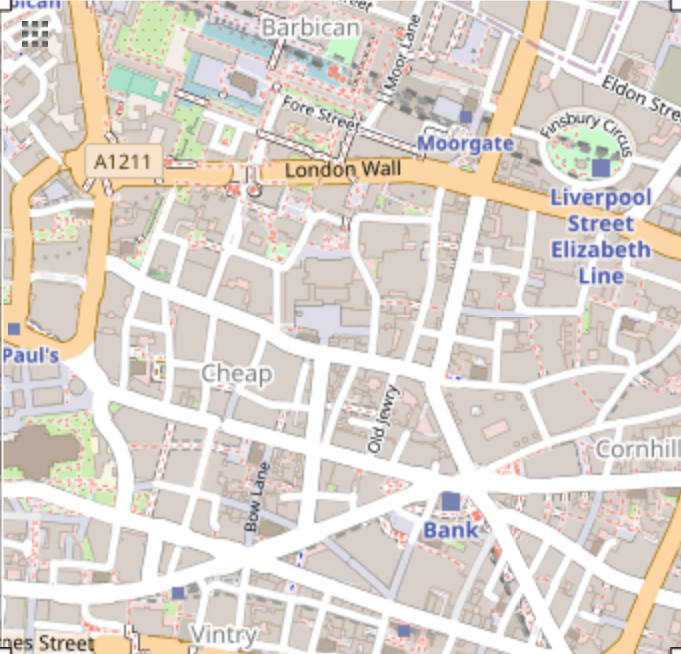 Barbican
Moor Lane
Eldon Stre
Fore Street
Finsbury Circus
Moorgate
A1211
London Wall
Liverpool
Street
Elizabeth
Line
Paul's
Cheap
Old Jewry
Cornhill
Bow Lane
Bank
Vintry
mes Street